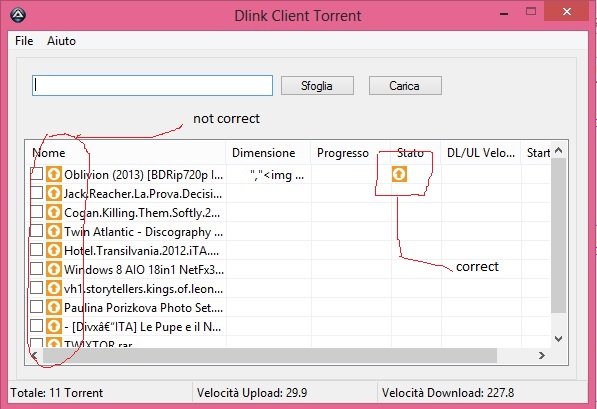 Dlink Client Torrent
File Aiuto
Sfoglia Carica
not correct
Nome Dimensione Progresso Stato DL/UL Velo... Start
Oblivion (2013) [BDRip720p I... ","<img ...
Jack.Reacher.La.Prova.Decisi...
Cogan.Killing.Them.Softly.2...
Twin Atlantic - Discography ...
Hotel.Transilvania.2012.iTA....
correct
Windows 8 AIO 18in1 NetFx3...
vh1.storytellers.kings.of.leon...
Paulina Porizkova Photo Set....
- [Divxâ€“ITA] Le Pupe e il N...
TWIXTOR.rar
Totale: 11 Torrent Velocità Upload: 29.9 Velocità Download: 227.8